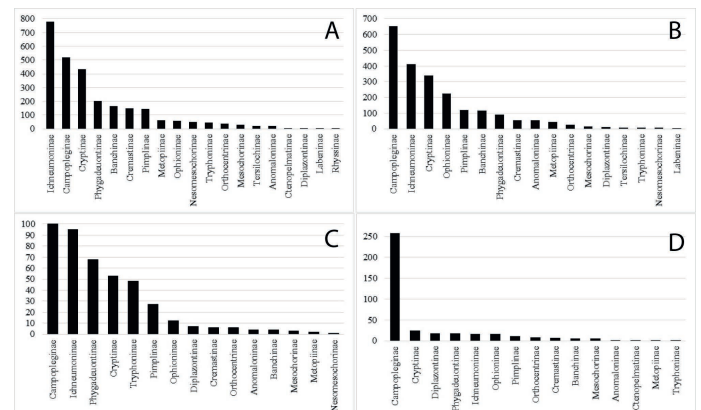 A
800
700
600
500
400
300
200
100
0
Ichneumoninae
Campopleginae
Cryptinae
Phygadeuontinae
Banchinae
Cremastinae
Pimplinae
Metopiinae
Ophioninae
Nesomesochorinae
Tryphoninae
Orthocentrinae
Mesochorinae
Tersilochinae
Anomaloninae
Ctenopelmatinae
Diplazontinae
Labeninae
Rhyssinae
B
700
600
500
400
300
200
100
0
Campopleginae
Ichneumoninae
Cryptinae
Ophioninae
Pimplinae
Banchinae
Phygadeuontinae
Cremastinae
Anomaloninae
Metopiinae
Orthocentrinae
Mesochorinae
Diplazontinae
Tersilochinae
Tryphoninae
Nesomesochorinae
Labeninae
C
100
90
80
70
60
50
40
30
20
10
0
Campopleginae
Ichneumoninae
Phygadeuontinae
Cryptinae
Tryphoninae
Pimplinae
Ophioninae
Diplazontinae
Cremastinae
Orthocentrinae
Anomaloninae
Banchinae
Mesochorinae
Metopiinae
Nesomesochorinae
D
250
200
150
100
50
0
Campopleginae
Cryptinae
Diplazontinae
Phygadeuontinae
Ichneumoninae
Ophioninae
Pimplinae
Orthocentrinae
Cremastinae
Banchinae
Mesochorinae
Anomaloninae
Ctenopelmatinae
Metopiinae
Tryphoninae